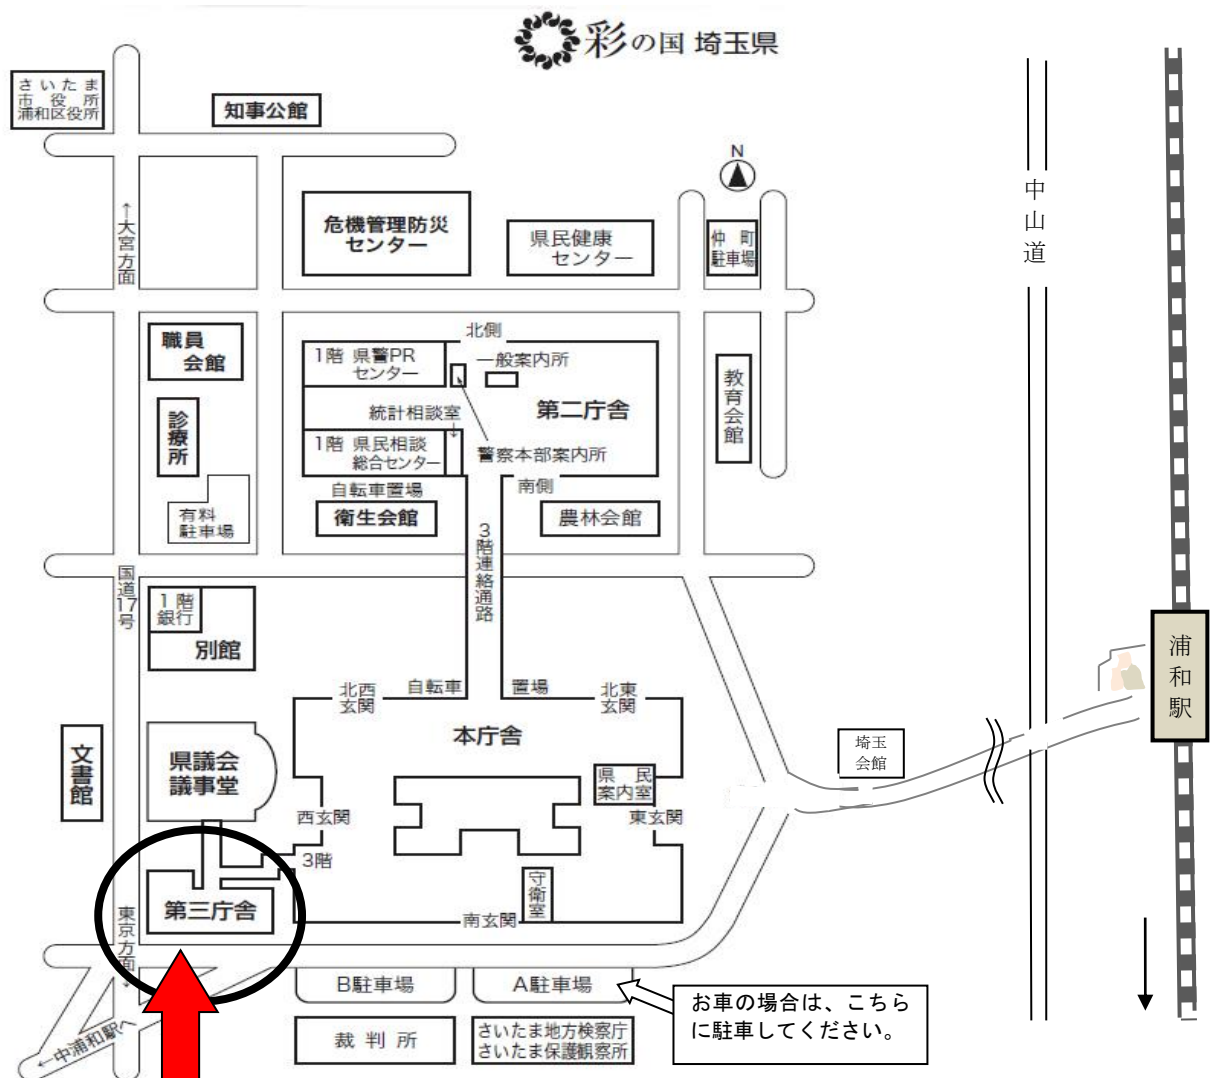 彩の国 埼玉県
さいたま
市役所
浦和区役所
知事公館
N
中山道
↑大宮方面
危機管理防災
センター
県民健康
センター
仲町
駐車場
職員
会館
北側
1階 県警PR
センター
一般案内所
教育会館
第二庁舎
診療所
統計相談室
↓
1階 県民相談
総合センター
警察本部案内所
自転車置場
南側
有料
駐車場
衛生会館
農林会館
3階連絡通路
国道17号
1階
銀行
別館
浦和駅
北西
玄関
自転車
置場
北東
玄関
本庁舎
文書館
県議会
議事堂
埼玉
会館
県民
案内室
西玄関
東玄関
3階
守衛室
第三庁舎
南玄関
東京方面↓
B駐車場
A駐車場
お車の場合は、こちら
に駐車してください。
←中浦和駅へ
裁判所
さいたま地方検察庁
さいたま保護観察所